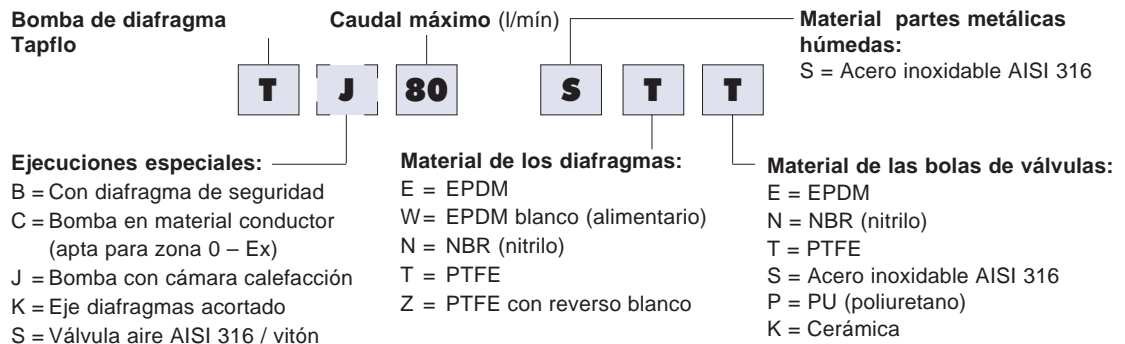 Bomba de diafragma
Tapflo
Caudal máximo (l/mín)
Material partes metálicas
húmedas:
S = Acero inoxidable AISI 316
T J 80 S T T
Ejecuciones especiales:
B = Con diafragma de seguridad
C = Bomba en material conductor
(apta para zona 0 – Ex)
J = Bomba con cámara calefacción
K = Eje diafragmas acortado
S = Válvula aire AISI 316 / vitón
Material de los diafragmas:
E = EPDM
W = EPDM blanco (alimentario)
N = NBR (nitrilo)
T = PTFE
Z = PTFE con reverso blanco
Material de las bolas de válvulas:
E = EPDM
N = NBR (nitrilo)
T = PTFE
S = Acero inoxidable AISI 316
P = PU (poliuretano)
K = Cerámica